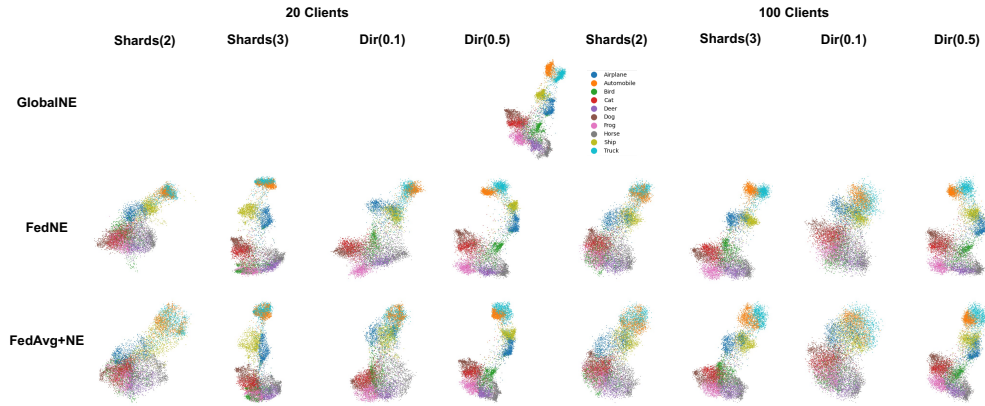 20 Clients 100 Clients
Shards(2) Shards(3) Dir(0.1) Dir(0.5) Shards(2) Shards(3) Dir(0.1) Dir(0.5)
GlobalNE
Airplane
Automobile
Bird
Cat
Deer
Dog
Frog
Horse
Ship
Truck
FedNE
FedAvg+NE